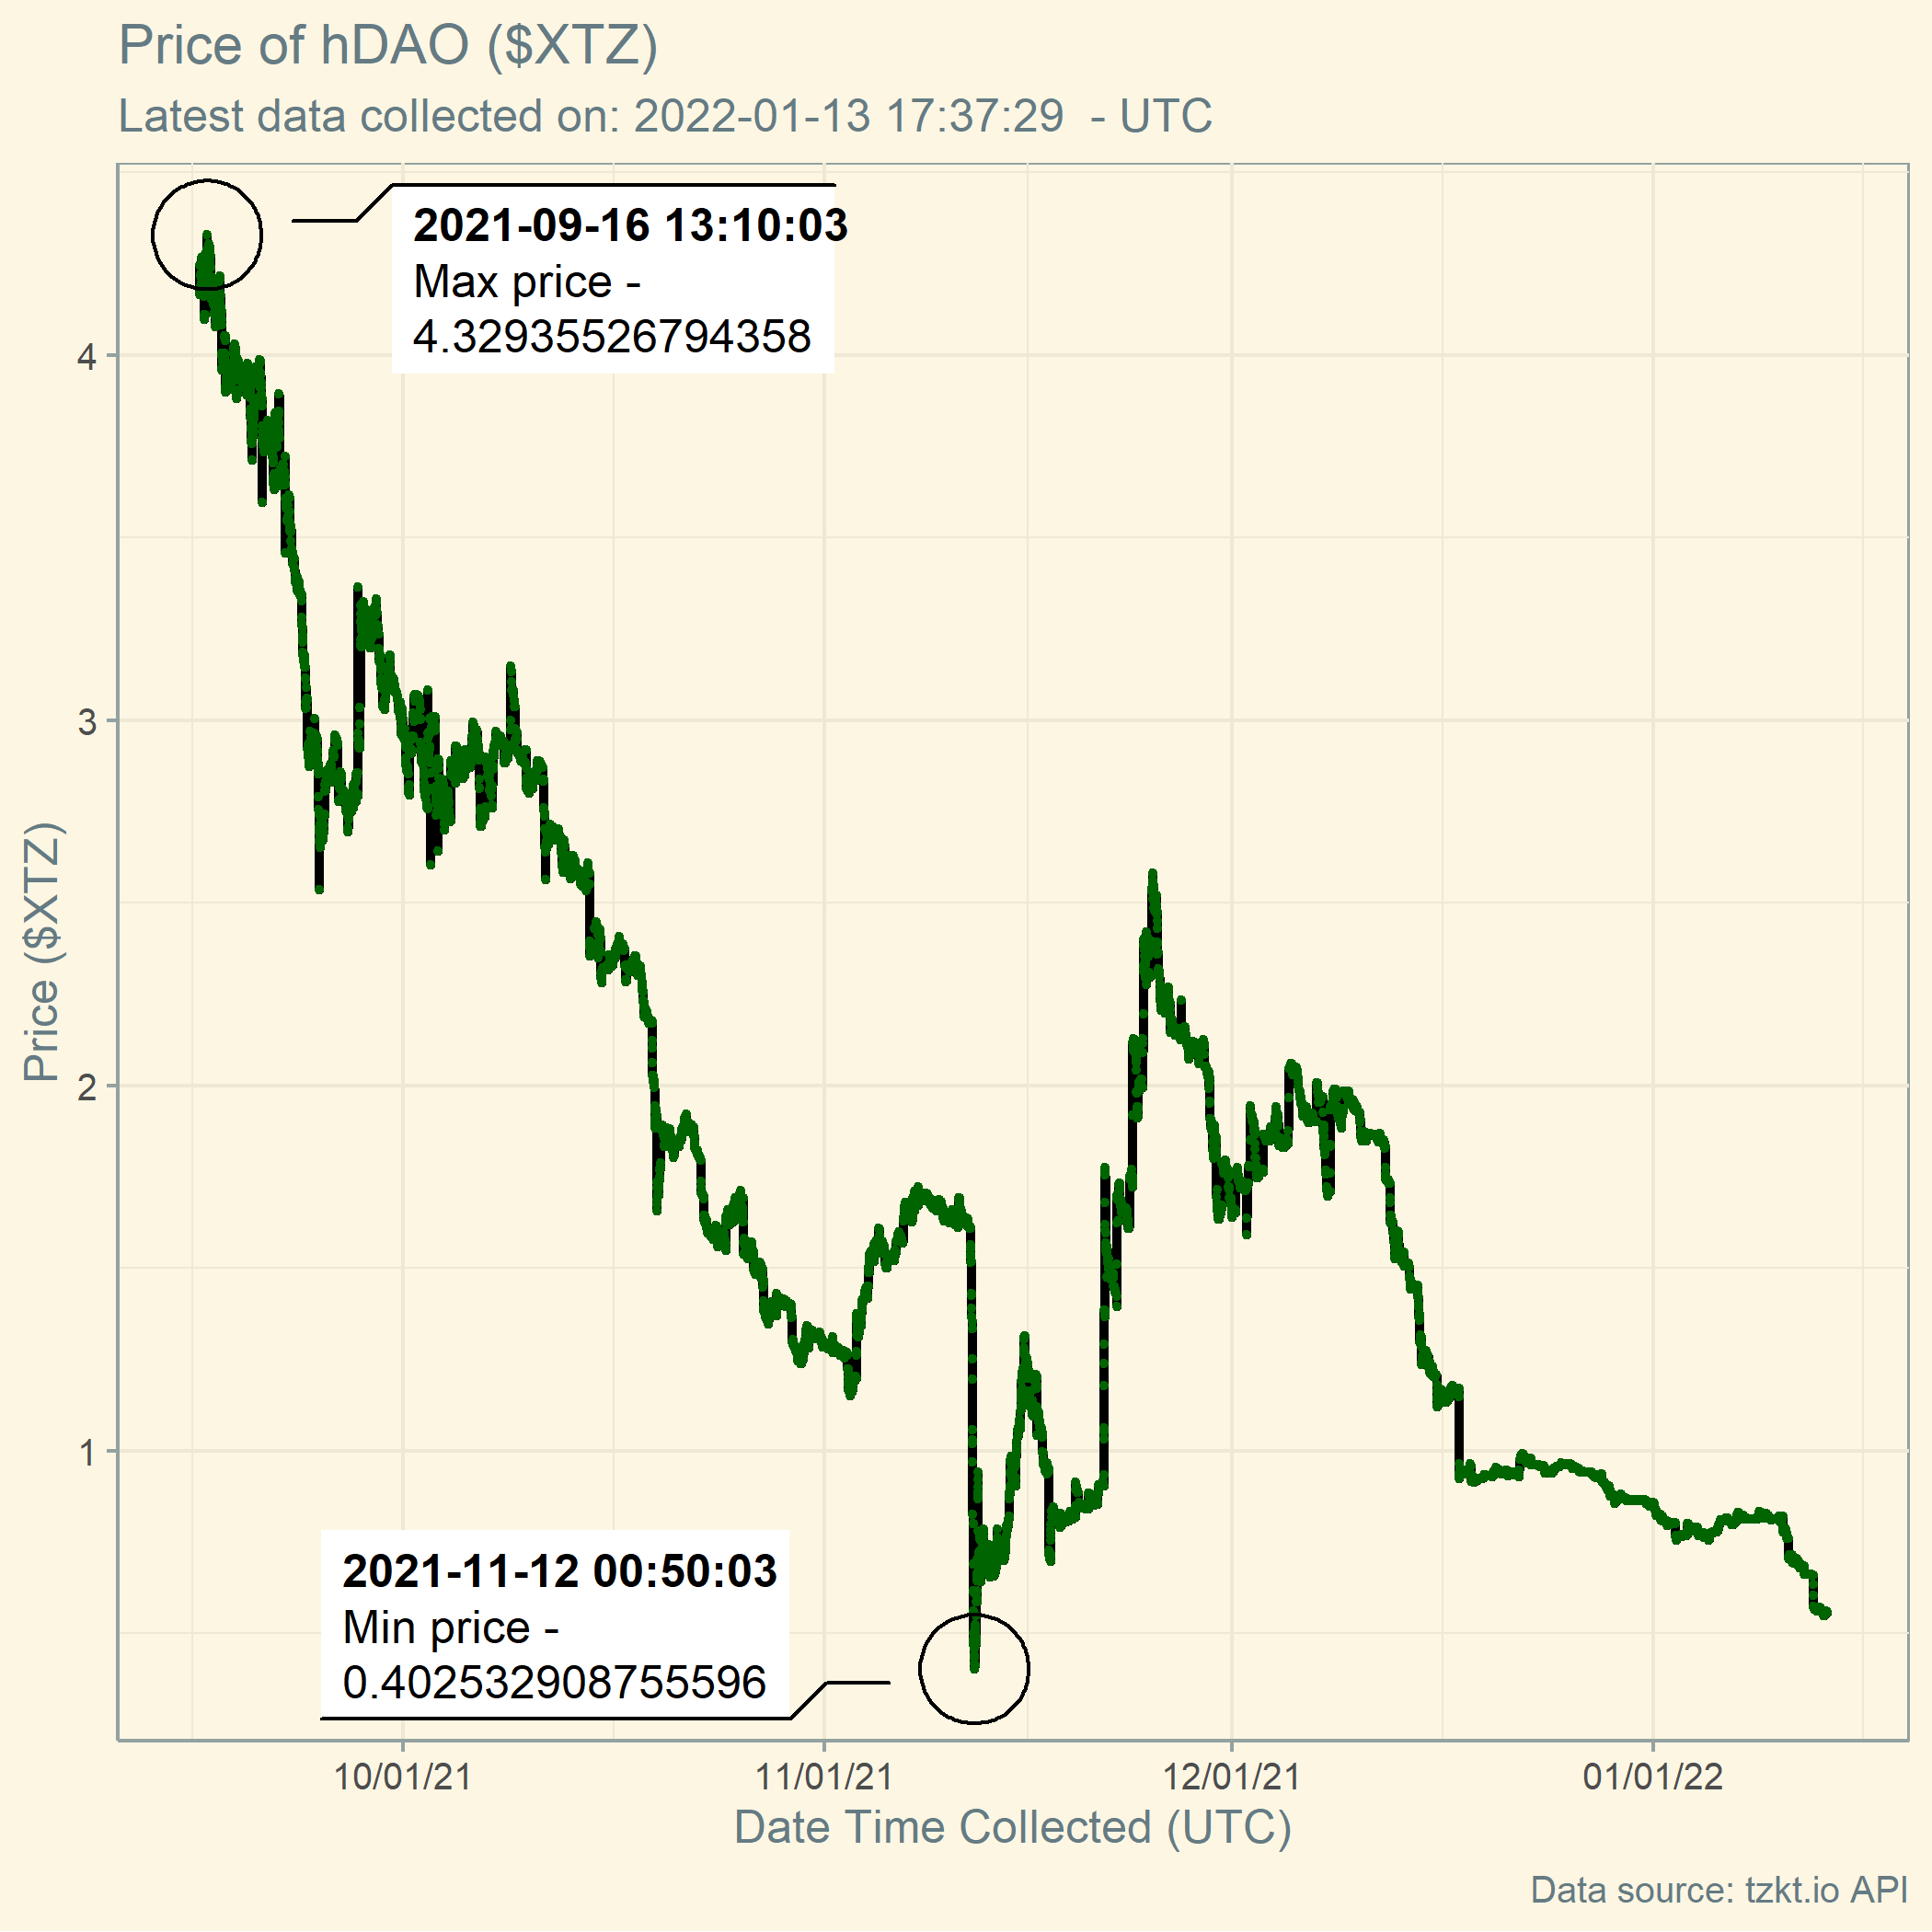 Price of hDAO ($XTZ)
Latest data collected on: 2022-01-13 17:37:29  - UTC
2021-09-16 13:10:03
Max price -
4.32935526794358
4
3
2
1
Price ($XTZ)
2021-11-12 00:50:03
Min price -
0.402532908755596
10/01/21
11/01/21
12/01/21
01/01/22
Date Time Collected (UTC)
Data source: tzkt.io API